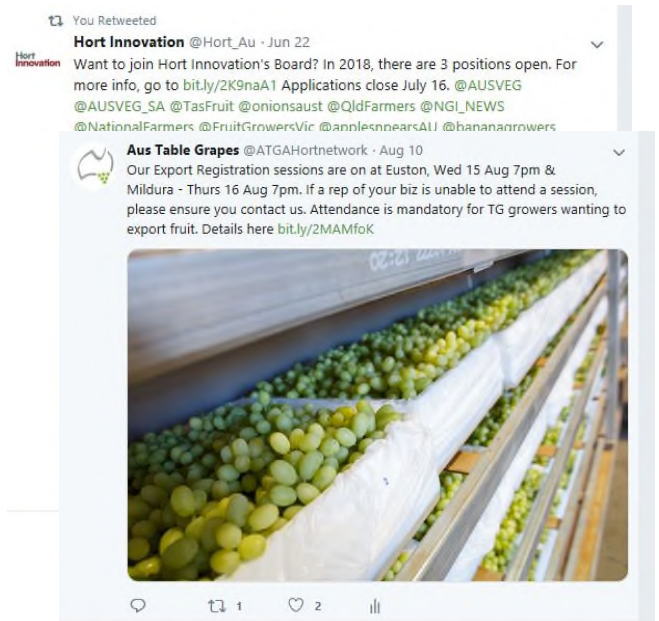 You Retweeted
Hort Innovation @Hort_Au · Jun 22
Hort
Innovation
Want to join Hort Innovation's Board? In 2018, there are 3 positions open. For
more info, go to bit.ly/2K9naA1 Applications close July 16. @AUSVEG
@AUSVEG_SA @TasFruit @onionsaust @QldFarmers @NGI_NEWS
@NationalFarmers @FruitGrowersVic @applesnpearsAU @bananagrowers
Aus Table Grapes @ATGAHortnetwork · Aug 10
Our Export Registration sessions are on at Euston, Wed 15 Aug 7pm &
Mildura - Thurs 16 Aug 7pm. If a rep of your biz is unable to attend a session,
please ensure you contact us. Attendance is mandatory for TG growers wanting to
export fruit. Details here bit.ly/2MAMfoK
1 2